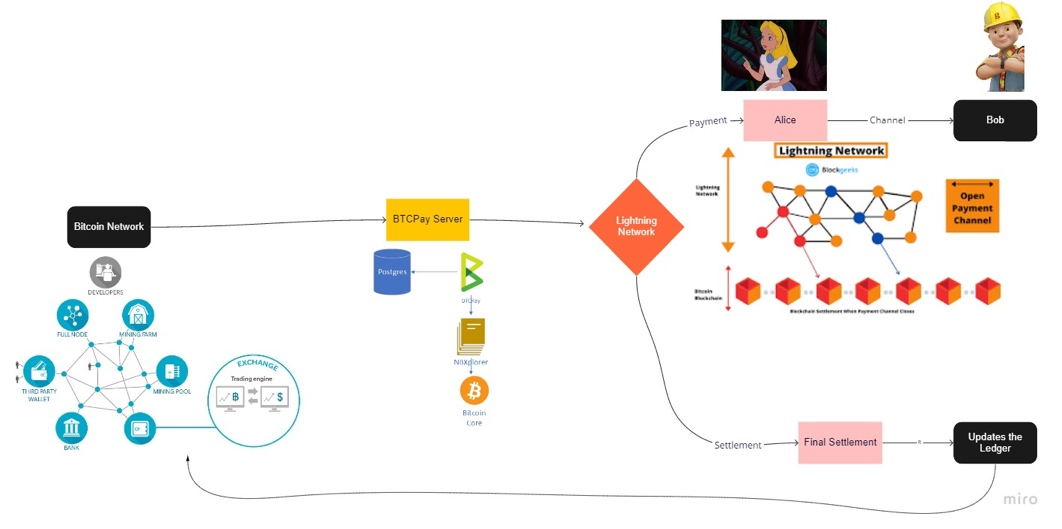 Payment
Alice
Channel
Bob
Lightning Network
Blockgeeks
Lightning
Network
Open
Payment
Channel
Bitcoin Network
BTCPay Server
Lightning
Network
Postgres
BTCPay
DEVELOPERS
FULL NODE
MINING FARM
NBXplorer
Bitcoin
Blockchain
Blockchain Settlement When Payment Channel Closes
EXCHANGE
Trading engine
฿
$
THIRD PARTY
WALLET
MINING POOL
BANK
Bitcoin
Core
Settlement
Final Settlement
Updates the
Ledger
miro